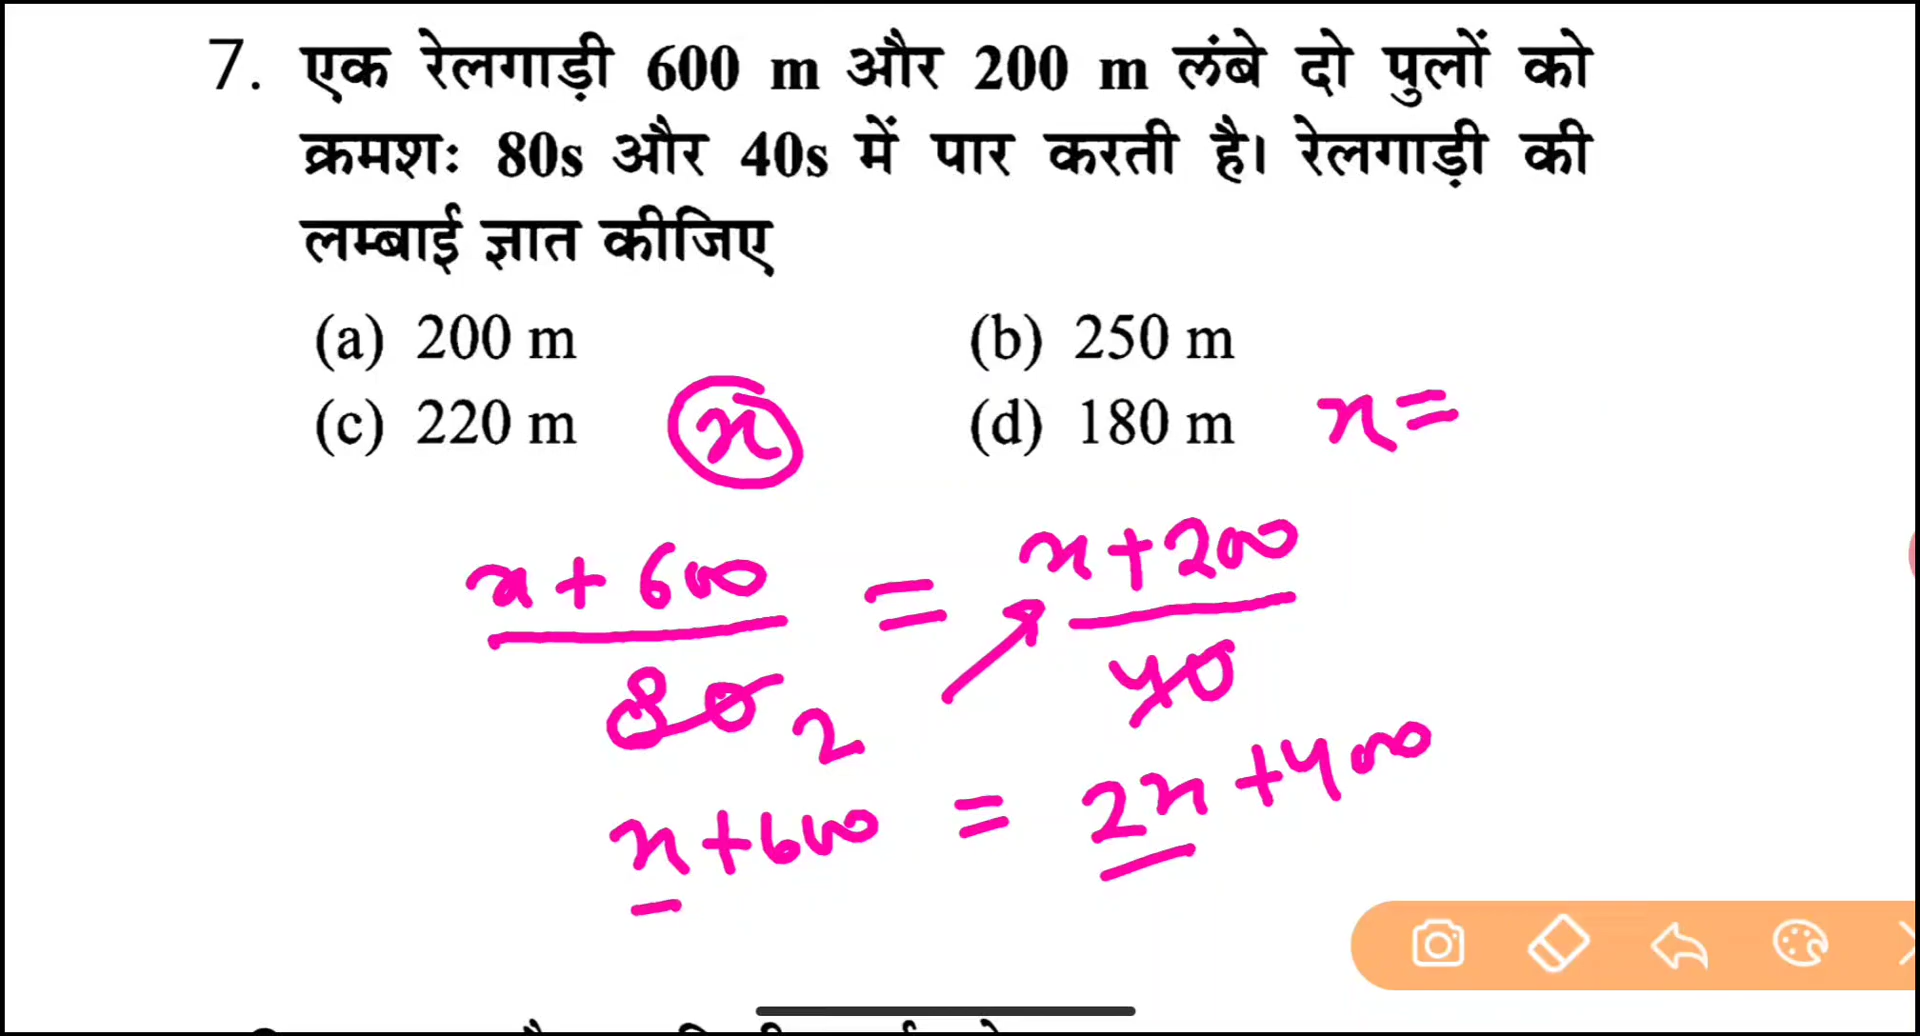 7. एक रेलगाड़ी 600 m और 200 m लंबे दो पुलों को
क्रमशः 80s और 40s में पार करती है। रेलगाड़ी की
लम्बाई ज्ञात कीजिए
(a) 200 m (b) 250 m
(c) 220 m (d) 180 m
x
x =
x + 600 = x + 200
80 2 40
x + 600 = 2x + 400